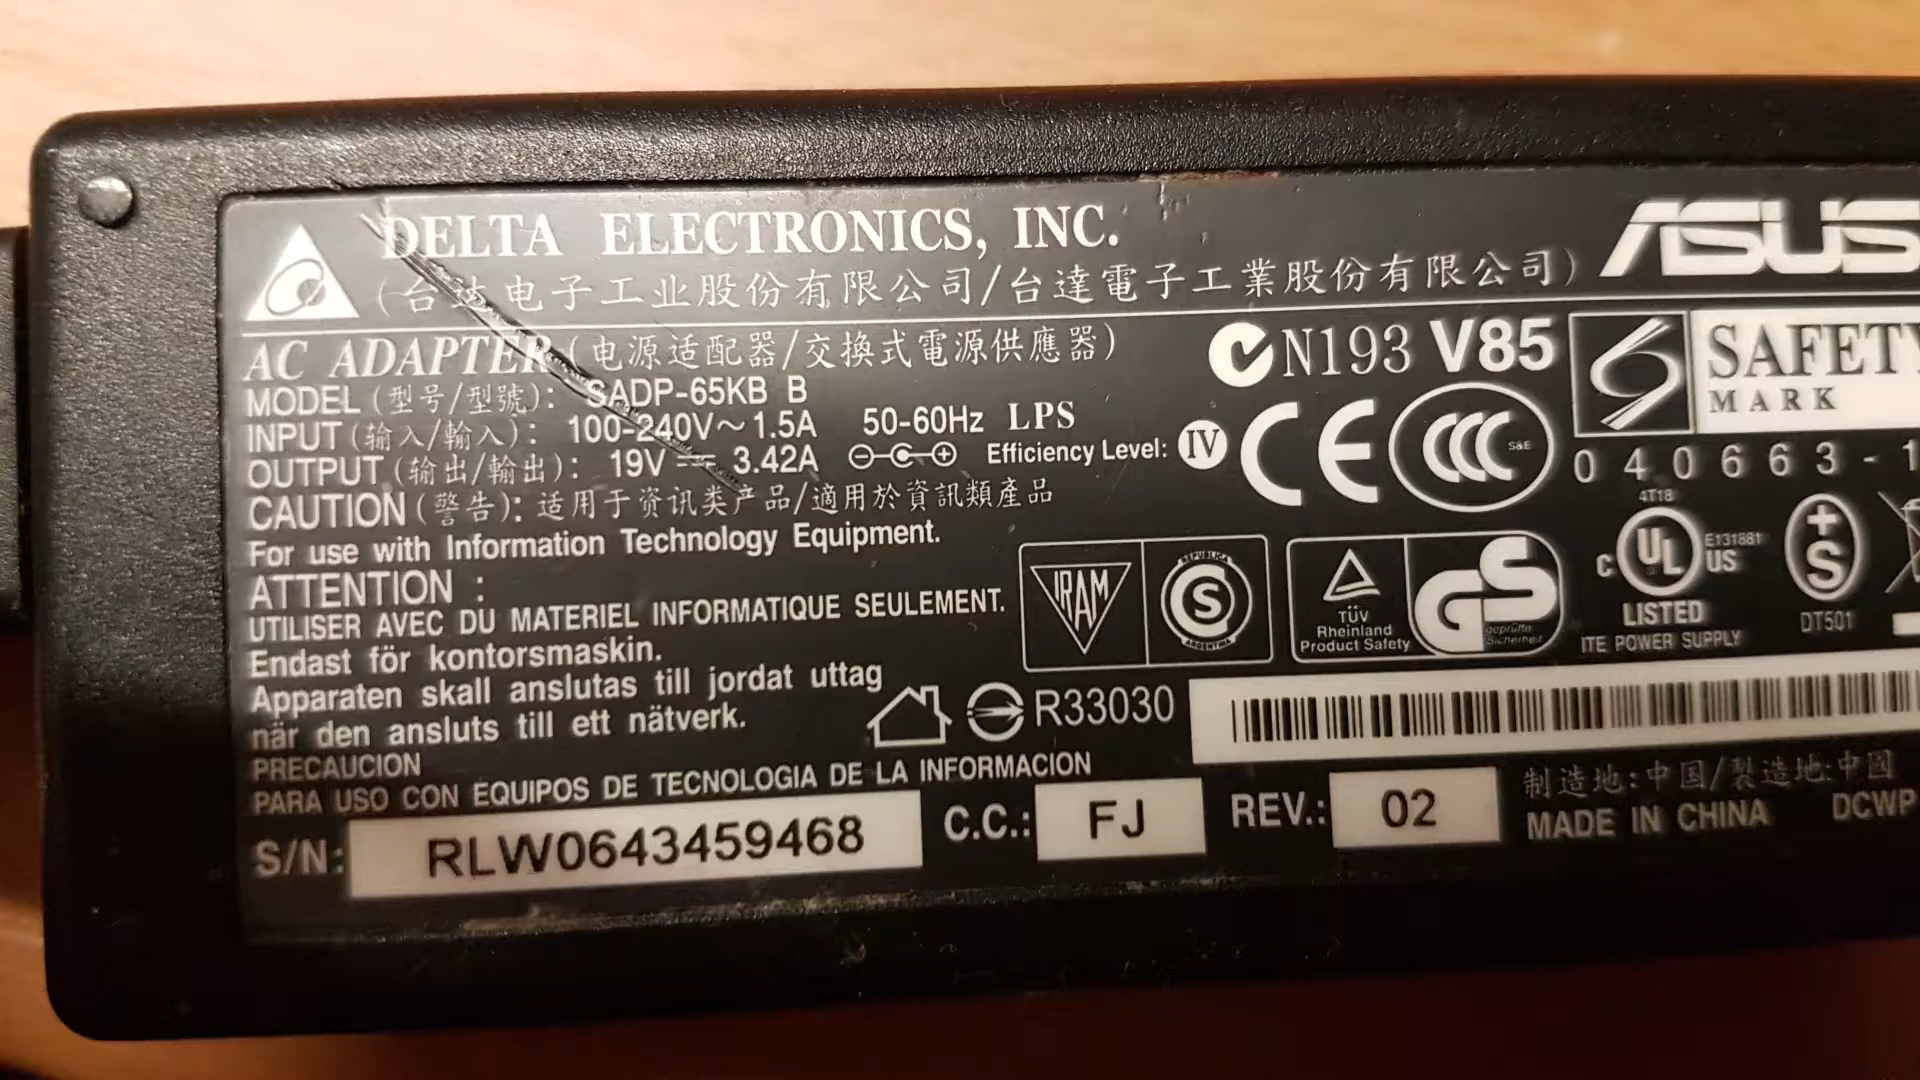 DELTA ELECTRONICS, INC.
ASUS
(台达电子工业股份有限公司/台達電子工業股份有限公司)
AC ADAPTER (电源适配器/交換式電源供應器)
N193 V85
SAFETY
MARK
MODEL (型号/型號): SADP-65KB B
INPUT (输入/輸入): 100-240V~1.5A 50-60Hz LPS
OUTPUT (输出/輸出): 19V 3.42A Efficiency Level: IV
CE
CCC S&E
040663-1
CAUTION (警告): 适用于资讯类产品/適用於資訊類產品
For use with Information Technology Equipment.
ATTENTION :
UTILISER AVEC DU MATERIEL INFORMATIQUE SEULEMENT.
Endast för kontorsmaskin.
Apparaten skall anslutas till jordat uttag
när den ansluts till ett nätverk.
IRAM
REPUBLICA
S
ARGENTINA
TÜV
Rheinland
Product Safety
GS
geprüfte
Sicherheit
4T18
C UL US
E131881
LISTED
ITE POWER SUPPLY
+S
DT501
R33030
PRECAUCION
PARA USO CON EQUIPOS DE TECNOLOGIA DE LA INFORMACION
制造地:中国/製造地:中國
S/N: RLW0643459468 C.C.: FJ REV.: 02 MADE IN CHINA DCWP